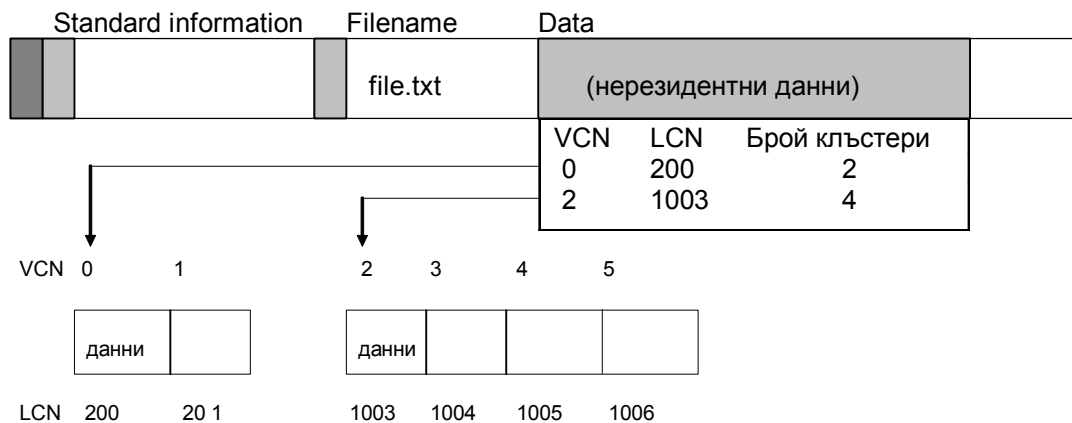 Standard information Filename Data
file.txt (нерезидентни данни)
VCN LCN Брой клъстери
0 200 2
2 1003 4
VCN 0 1 2 3 4 5
данни данни
LCN 200 20 1 1003 1004 1005 1006